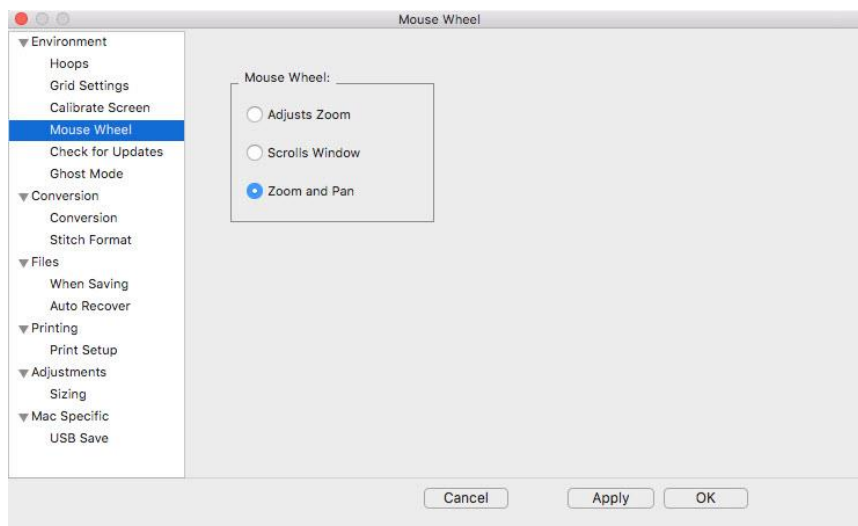 Mouse Wheel
Environment
Hoops
Grid Settings
Calibrate Screen
Mouse Wheel
Check for Updates
Ghost Mode
Conversion
Conversion
Stitch Format
Files
When Saving
Auto Recover
Printing
Print Setup
Adjustments
Sizing
Mac Specific
USB Save
Mouse Wheel:
Adjusts Zoom
Scrolls Window
Zoom and Pan
Cancel
Apply
OK